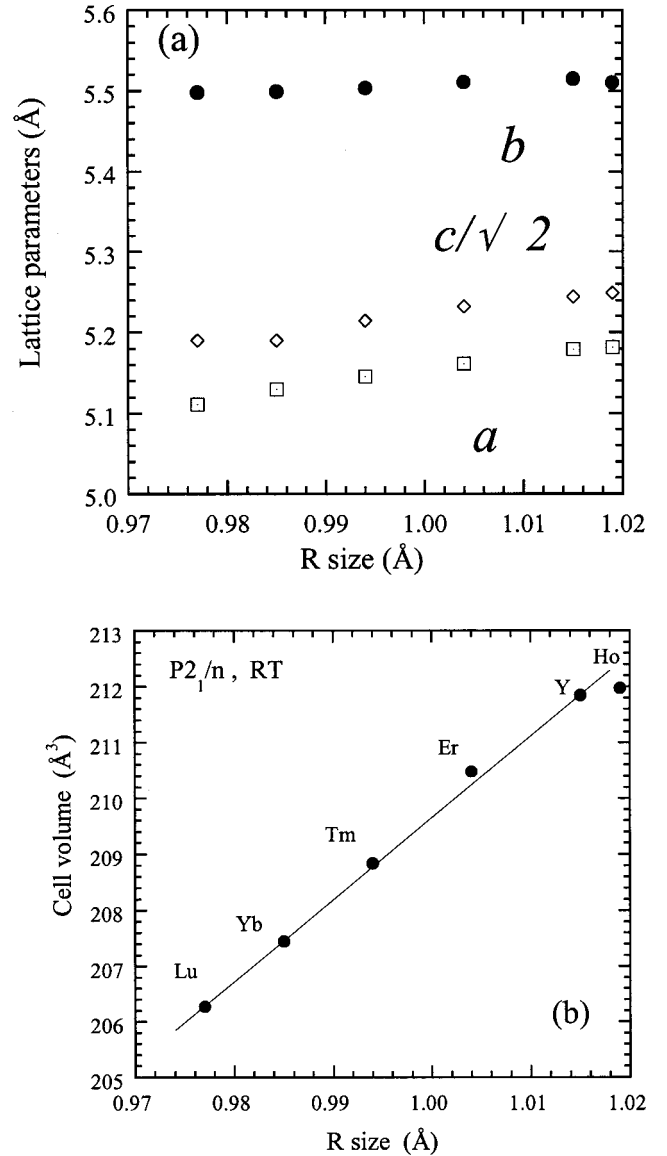 (a)
5.6
5.5
5.4
5.3
5.2
5.1
5.0
Lattice parameters (Å)
b
c/√ 2
a
0.97 0.98 0.99 1.00 1.01 1.02
R size (Å)
213
212
211
210
209
208
207
206
205
Cell volume (Å³)
P2₁/n , RT
Ho
Y
Er
Tm
Yb
Lu
(b)
0.97 0.98 0.99 1.00 1.01 1.02
R size (Å)